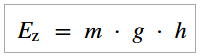 E_z = m · g · h